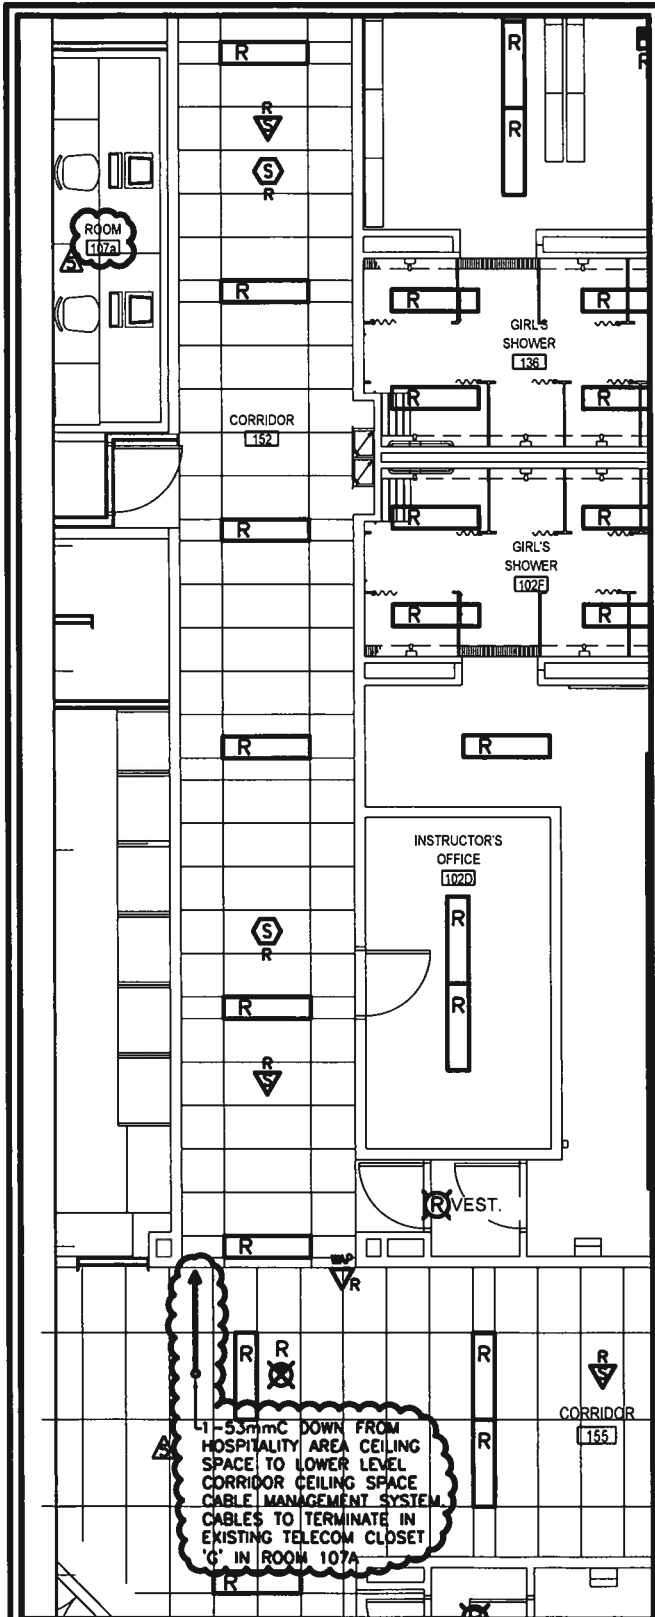 R
R
R
R
R
S
S
R
ROOM
107a
5
R
R
R
GIRL'S
SHOWER
136
R
R
CORRIDOR
152
R
R
R
GIRL'S
SHOWER
102F
R
R
R
R
INSTRUCTOR'S
OFFICE
102D
R
S
R
R
R
R
S
R
VEST.
R
WAP
R
R
R
R
R
S
CORRIDOR
155
R
5
1-53mmC DOWN FROM
HOSPITALITY AREA CEILING
SPACE TO LOWER LEVEL
CORRIDOR CEILING SPACE
CABLE MANAGEMENT SYSTEM.
CABLES TO TERMINATE IN
EXISTING TELECOM CLOSET
'G' IN ROOM 107A
R
R